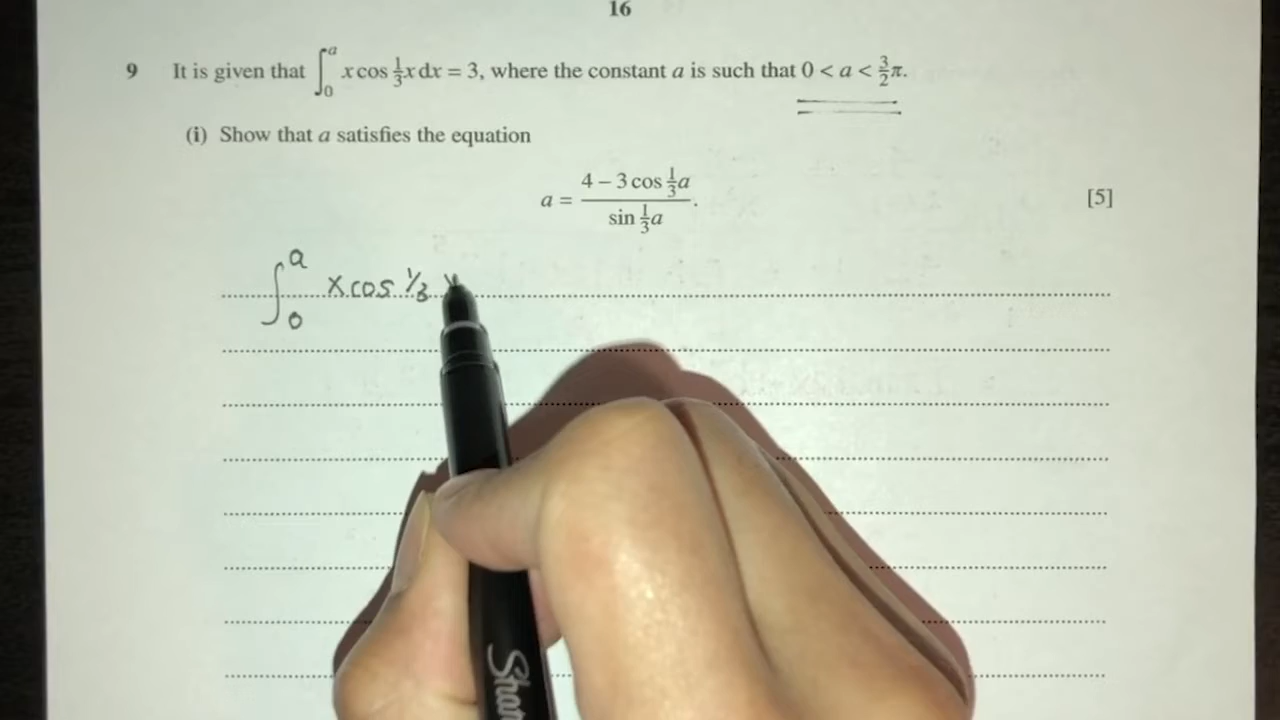 16
9 It is given that ∫₀ᵃ x cos ⅓x dx = 3, where the constant a is such that 0 < a < 3/2 π.
(i) Show that a satisfies the equation
a = (4 – 3 cos ⅓a) / (sin ⅓a). [5]
∫₀ᵃ x cos ⅓ x
Shar